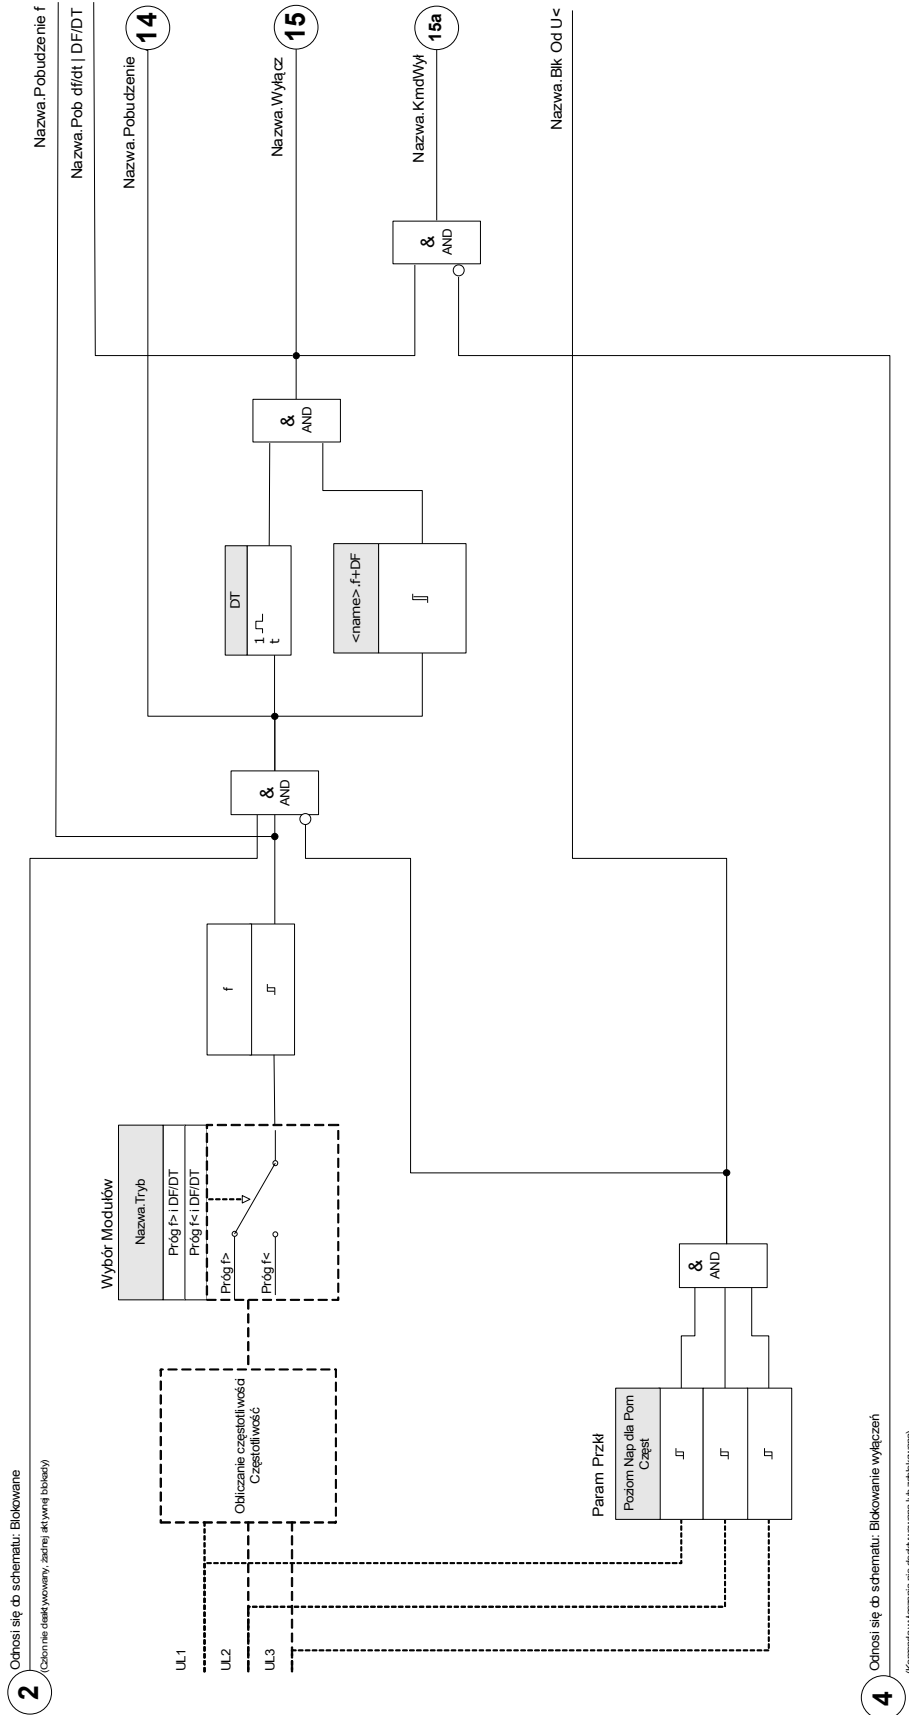 2
Odnosi się do schematu: Blokowane
(Człon nie deaktywowany, żadnej aktywnej blokady)
UL1
UL2
UL3
Obliczanie częstotliwości
Częstotliwość
Wybór Modułów
Nazwa.Tryb
Próg f> i DF/DT
Próg f< i DF/DT
Próg f>
Próg f<
f
&
AND
DT
1
t
<name>.f+DF
&
AND
&
AND
Nazwa.Pobudzenie f
Nazwa.Pob df/dt | DF/DT
Nazwa.Pobudzenie
14
Nazwa.Wyłącz
15
Nazwa.KmdWył
15a
Nazwa.Blk Od U<
Param Przkł
Poziom Nap dla Pom
Częst
&
AND
4
Odnosi się do schematu: Blokowanie wyłączeń